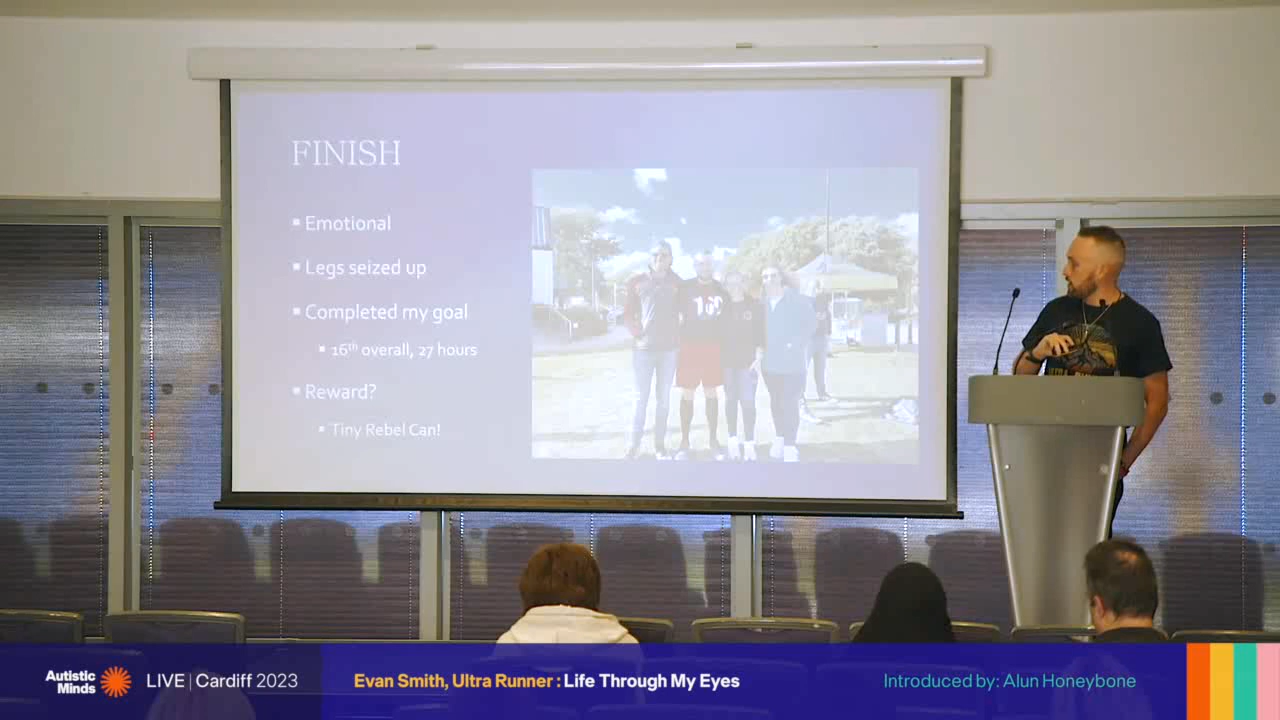 FINISH
▪ Emotional
▪ Legs seized up
▪ Completed my goal
▪ 16th overall, 27 hours
▪ Reward?
▪ Tiny Rebel Can!
Autistic
Minds
LIVE | Cardiff 2023
Evan Smith, Ultra Runner : Life Through My Eyes
Introduced by: Alun Honeybone